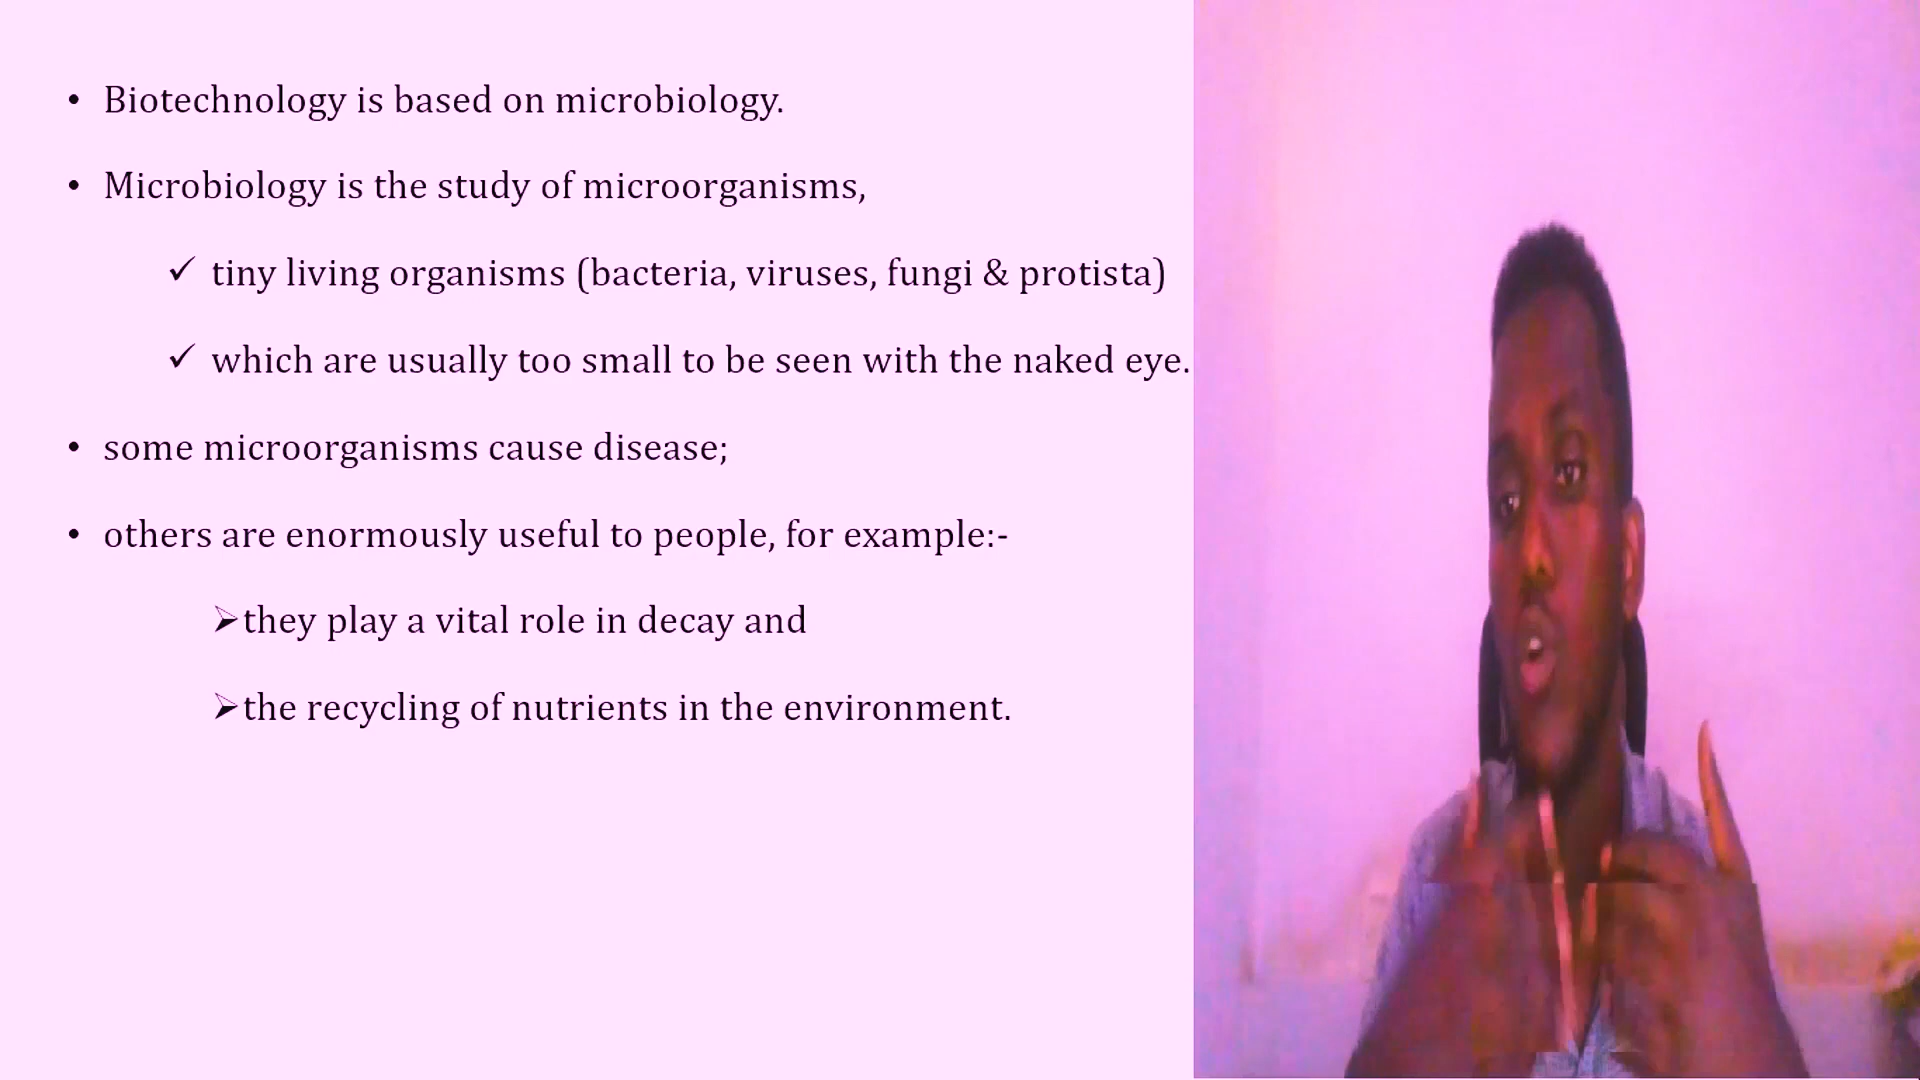 • Biotechnology is based on microbiology.
• Microbiology is the study of microorganisms,
✓ tiny living organisms (bacteria, viruses, fungi & protista)
✓ which are usually too small to be seen with the naked eye.
• some microorganisms cause disease;
• others are enormously useful to people, for example:-
➢they play a vital role in decay and
➢the recycling of nutrients in the environment.